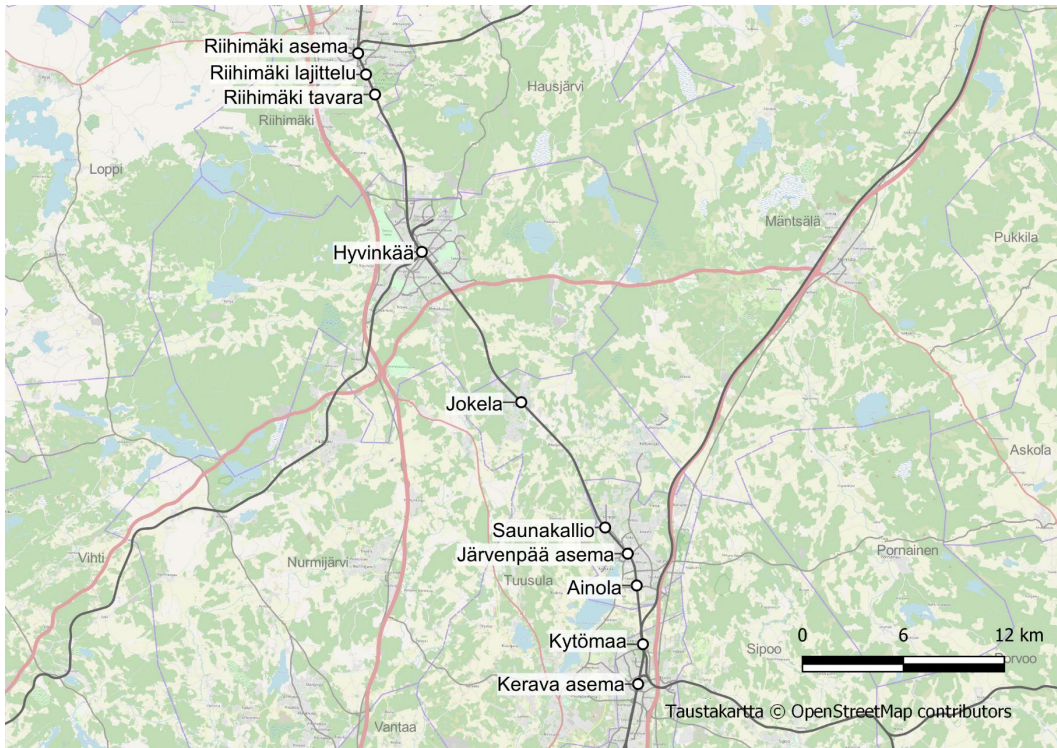 Riihimäki asema
Riihimäki lajittelu
Riihimäki tavara
Hausjärvi
Riihimäki
Loppi
Mäntsälä
Pukkila
Hyvinkää
Jokela
Askola
Saunakallio
Järvenpää asema
Pornainen
Vihti
Nurmijärvi
Tuusula
Ainola
Kytömaa
0 6 12 km
Sipoo
Porvoo
Kerava asema
Taustakartta © OpenStreetMap contributors
Vantaa